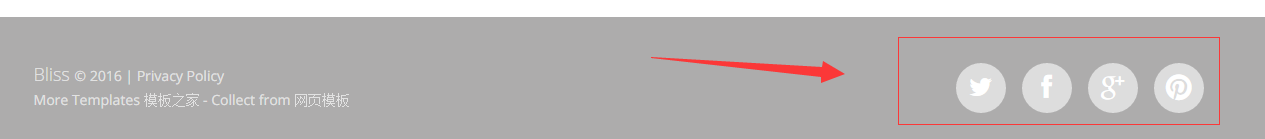 Bliss © 2016 | Privacy Policy
More Templates 模板之家 - Collect from 网页模板